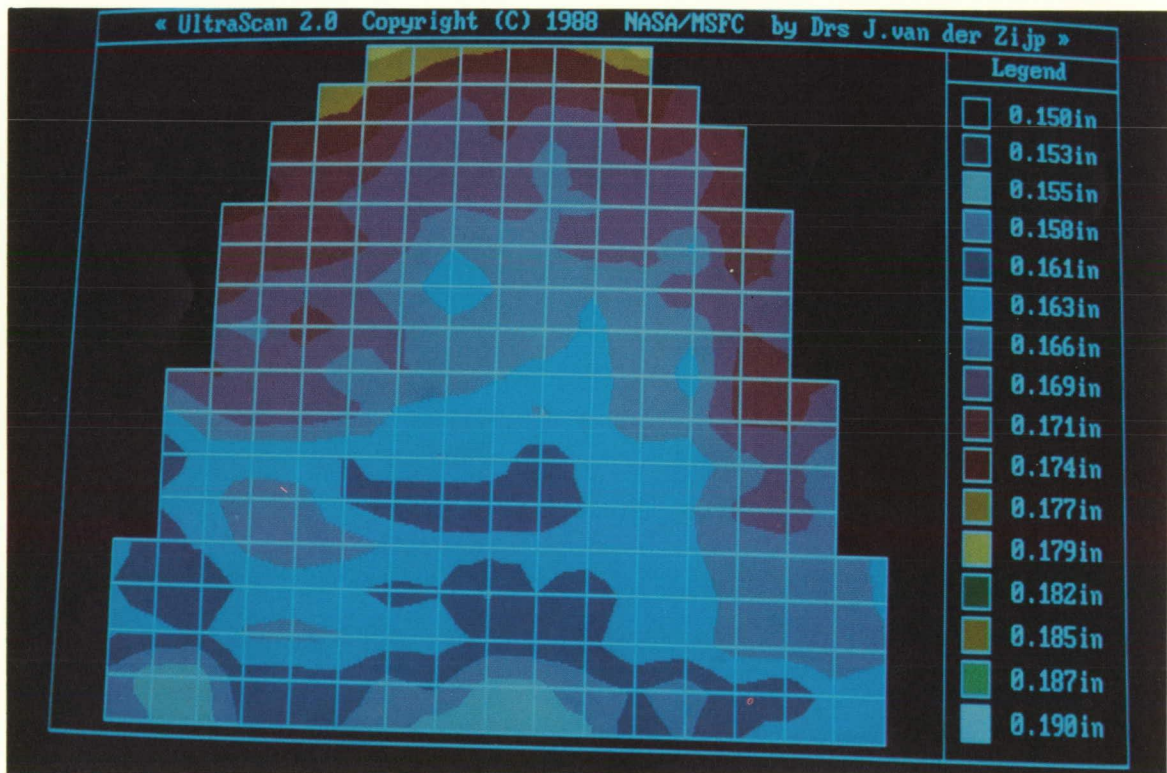 « UltraScan 2.0 Copyright (C) 1988 NASA/MSFC by Drs J.van der Zijp »
Legend
0.150in
0.153in
0.155in
0.158in
0.161in
0.163in
0.166in
0.169in
0.171in
0.174in
0.177in
0.179in
0.182in
0.185in
0.187in
0.190in